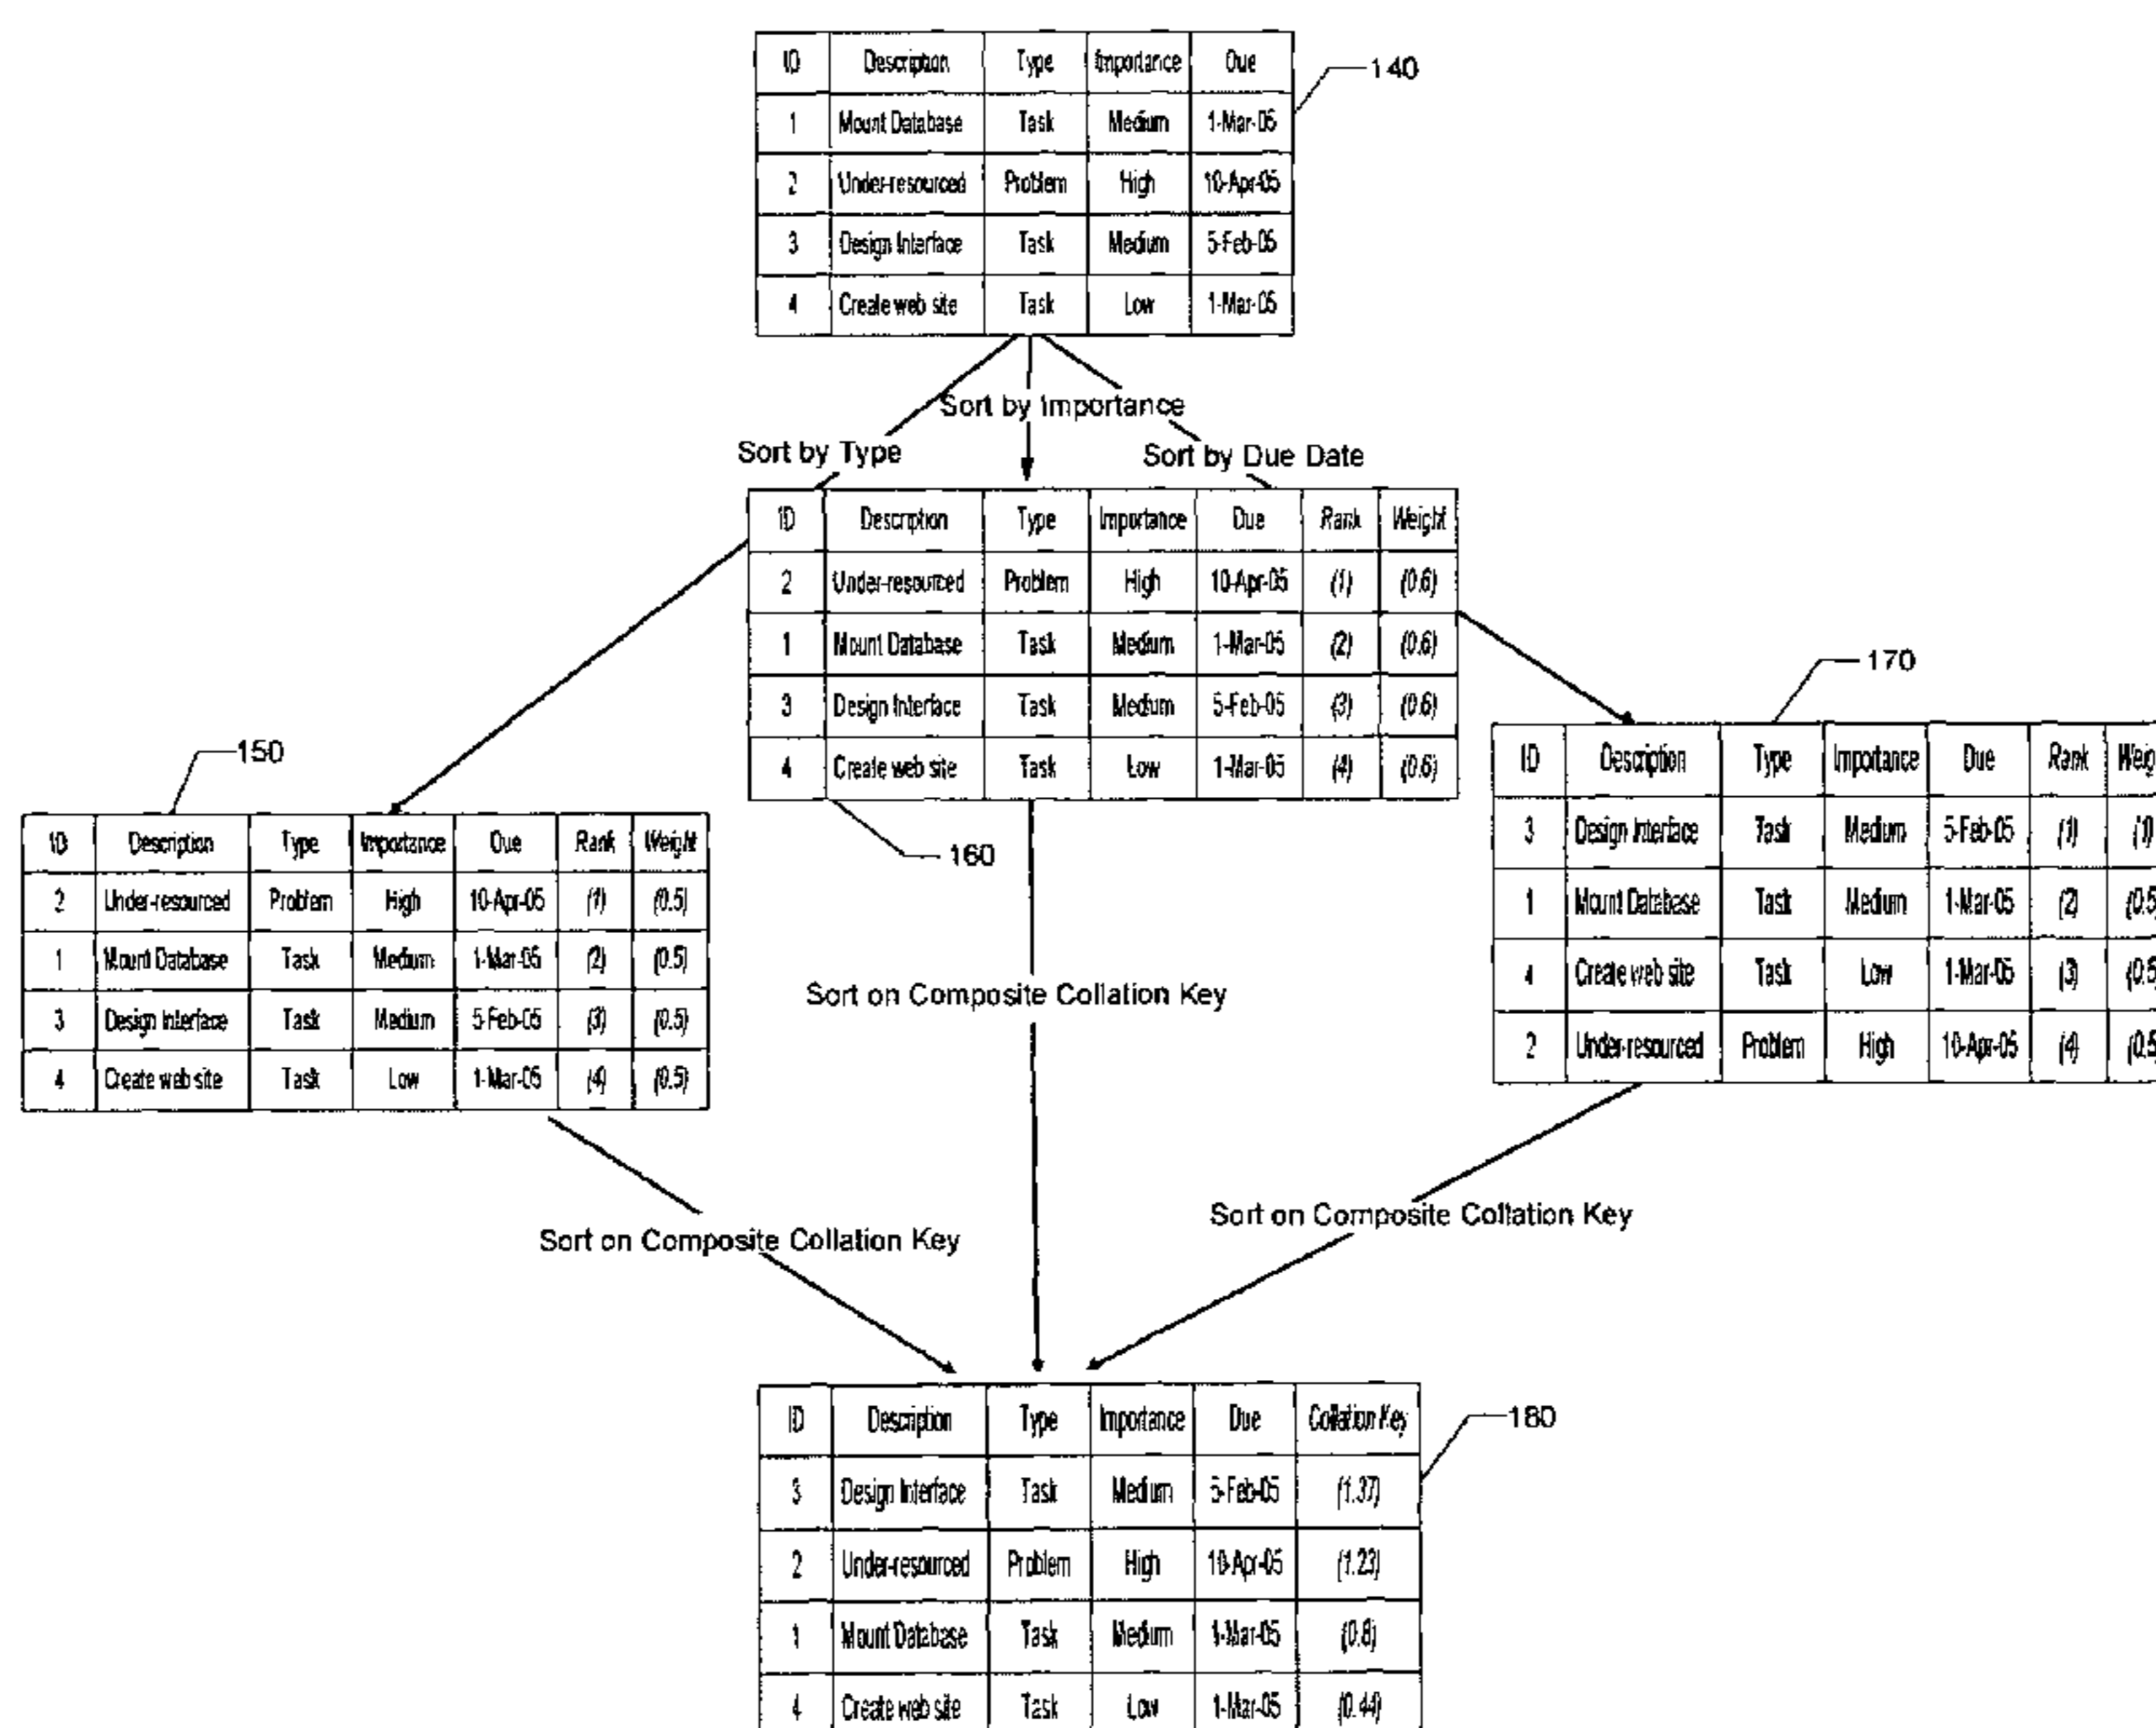 ID Description Type Importance Due
140
1 Mount Database Task Medium 1-Mar-05
2 Under-resourced Problem High 10-Apr-05
3 Design Interface Task Medium 5-Feb-05
4 Create web site Task Low 1-Mar-05
Sort by Importance
Sort by Type
Sort by Due Date
ID Description Type Importance Due Rank Weight
2 Under-resourced Problem High 10-Apr-05 (1) (0.6)
1 Mount Database Task Medium 1-Mar-05 (2) (0.6)
3 Design Interface Task Medium 5-Feb-05 (3) (0.6)
4 Create web site Task Low 1-Mar-05 (4) (0.6)
160
170
150
ID Description Type Importance Due Rank Weight
2 Under-resourced Problem High 10-Apr-05 (1) (0.5)
1 Mount Database Task Medium 1-Mar-05 (2) (0.5)
3 Design Interface Task Medium 5-Feb-05 (3) (0.5)
4 Create web site Task Low 1-Mar-05 (4) (0.5)
ID Description Type Importance Due Rank Weig
3 Design Interface Task Medium 5-Feb-05 (1)
1 Mount Database Task Medium 1-Mar-05 (2) (0.5
4 Create web site Task Low 1-Mar-05 (3) (0.5
2 Under-resourced Problem High 10-Apr-05 (4) (0.5
Sort on Composite Collation Key
Sort on Composite Collation Key
Sort on Composite Collation Key
ID Description Type Importance Due Collation Key
180
3 Design Interface Task Medium 5-Feb-05 (1.37)
2 Under-resourced Problem High 10-Apr-05 (1.23)
1 Mount Database Task Medium 1-Mar-05 (0.8)
4 Create web site Task Low 1-Mar-05 (0.44)